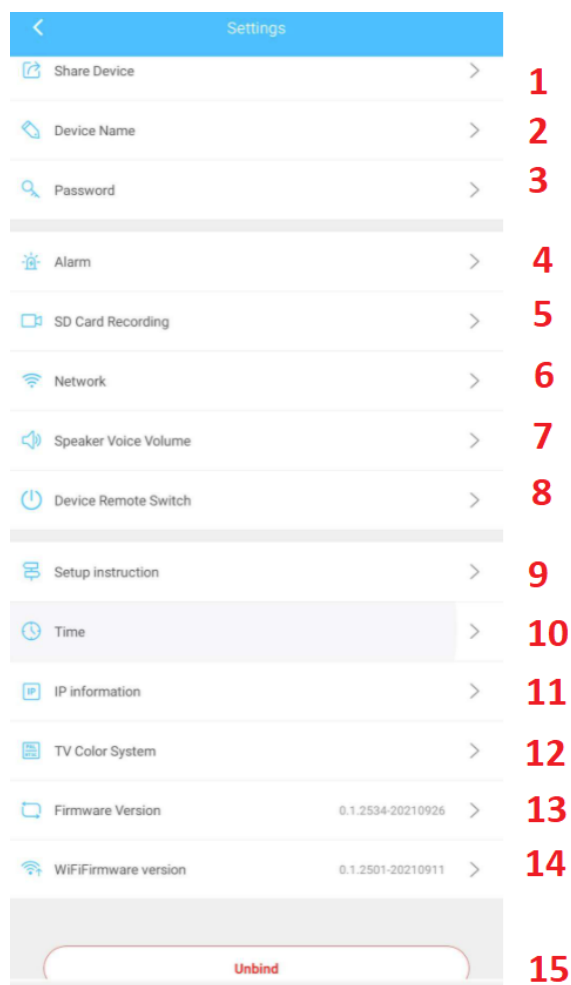 Settings
Share Device 1
Device Name 2
Password 3
Alarm 4
SD Card Recording 5
Network 6
Speaker Voice Volume 7
Device Remote Switch 8
Setup instruction 9
Time 10
IP IP information 11
TV Color System 12
Firmware Version 0.1.2534-20210926 13
WiFiFirmware version 0.1.2501-20210911 14
Unbind 15